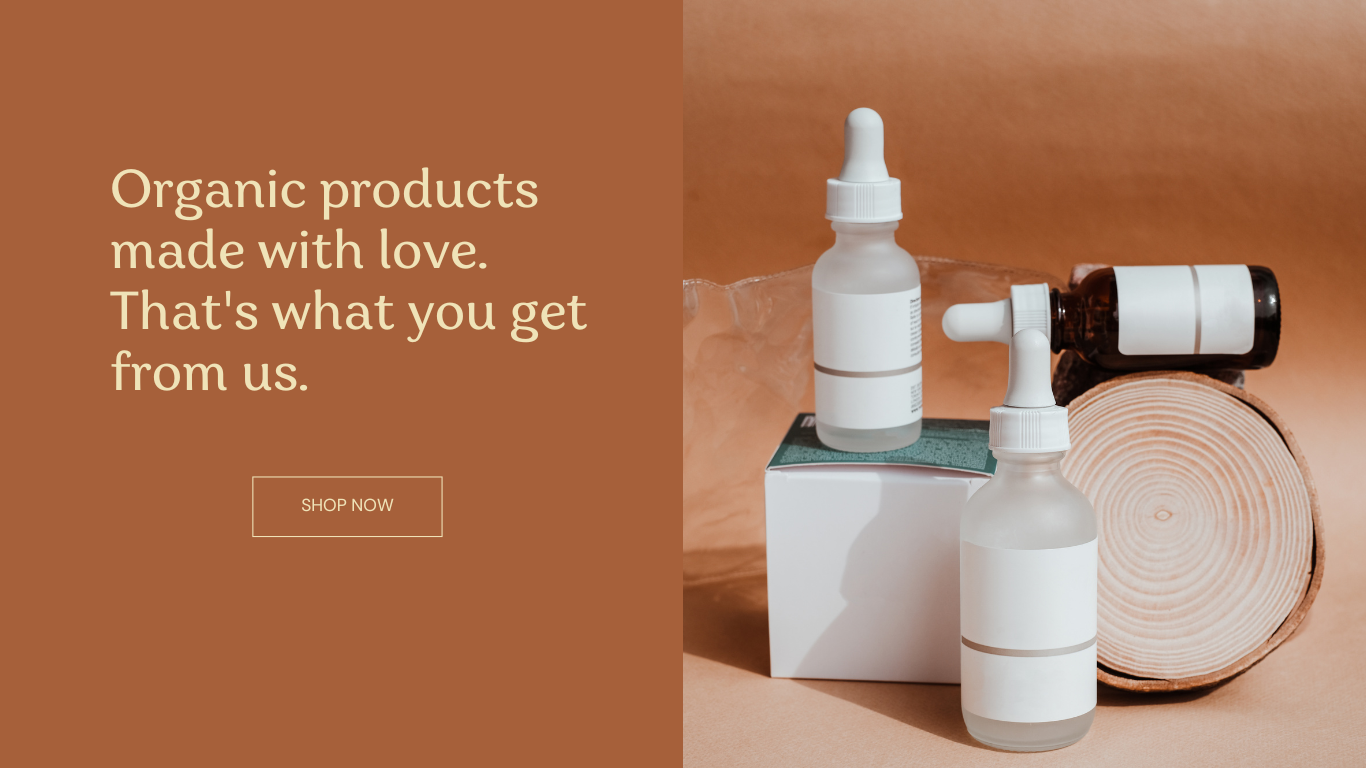 Organic products
made with love.
That's what you get
from us.
SHOP NOW